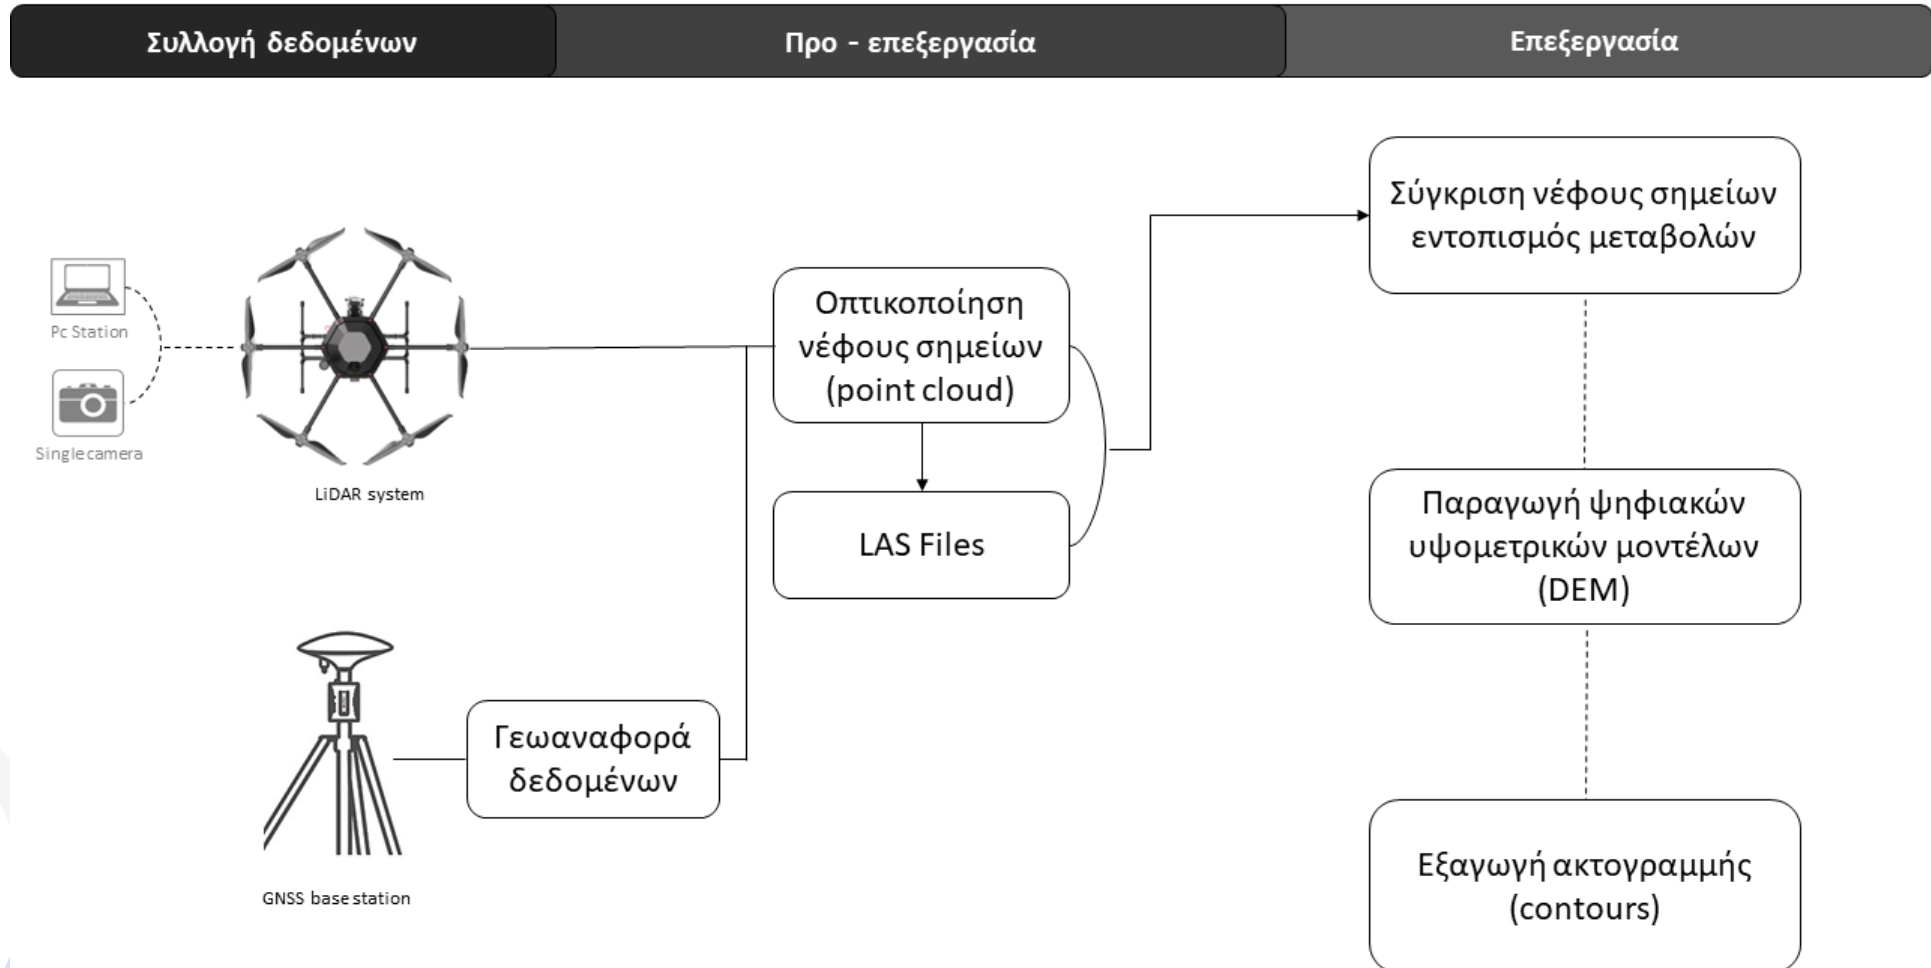 Συλλογή δεδομένων
Προ - επεξεργασία
Επεξεργασία
Pc Station
Single camera
LiDAR system
GNSS base station
Γεωαναφορά
δεδομένων
Οπτικοποίηση
νέφους σημείων
(point cloud)
LAS Files
Σύγκριση νέφους σημείων
εντοπισμός μεταβολών
Παραγωγή ψηφιακών
υψομετρικών μοντέλων
(DEM)
Εξαγωγή ακτογραμμής
(contours)